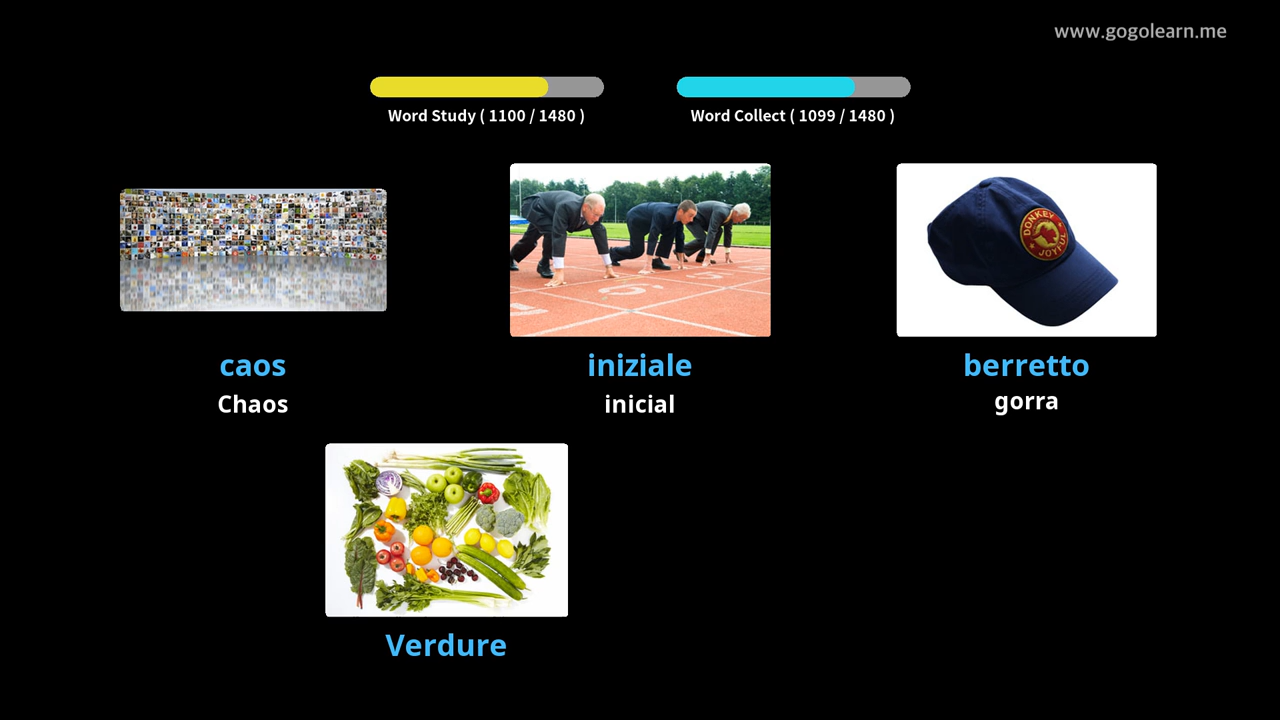 www.gogolearn.me
Word Study ( 1100 / 1480 )
Word Collect ( 1099 / 1480 )
DONKEY
JOYFUL
caos
Chaos
iniziale
inicial
berretto
gorra
Verdure